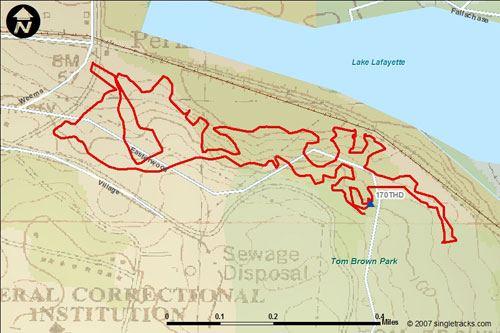 Fallschase
N
Lake Lafayette
BM
Weems
Easterwood
Village
170THD
Sewage
Disposal
Tom Brown Park
ERAL CORRECTIONAL
INSTITUTION
0 0.1 0.2 0.4
Miles
© 2007 singletracks.com